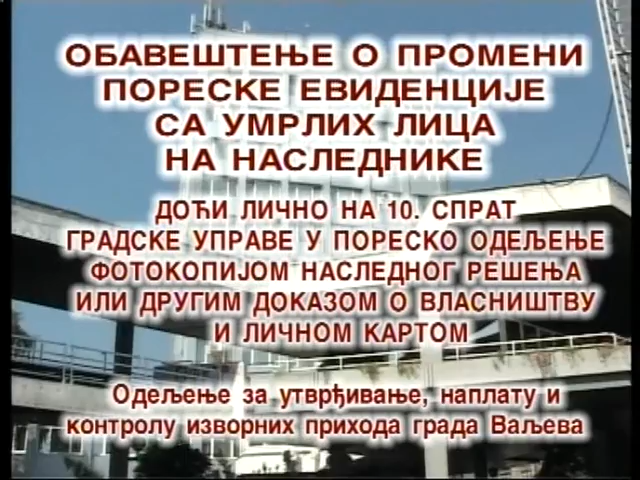 ОБАВЕШТЕЊЕ О ПРОМЕНИ
ПОРЕСКЕ ЕВИДЕНЦИЈЕ
СА УМРЛИХ ЛИЦА
НА НАСЛЕДНИКЕ
ДОЋИ ЛИЧНО НА 10. СПРАТ
ГРАДСКЕ УПРАВЕ У ПОРЕСКО ОДЕЉЕЊЕ
ФОТОКОПИЈОМ НАСЛЕДНОГ РЕШЕЊА
ИЛИ ДРУГИМ ДОКАЗОМ О ВЛАСНИШТВУ
И ЛИЧНОМ КАРТОМ
Одељење за утврђивање, наплату и
контролу изворних прихода града Ваљева